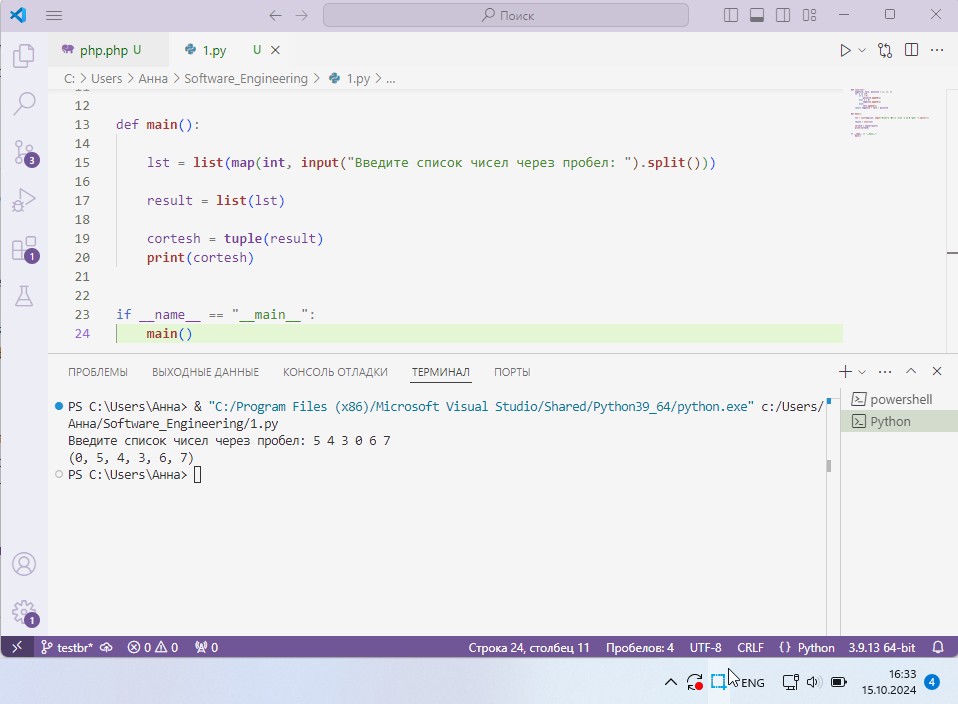 Поиск
php.php U
1.py U
C: > Users > Анна > Software_Engineering > 1.py > ...
12
13 def main():
14
15 lst = list(map(int, input("Введите список чисел через пробел: ").split()))
16
17 result = list(lst)
18
19 cortesh = tuple(result)
20 print(cortesh)
21
22
23 if __name__ == "__main__":
24 main()
3
1
1
ПРОБЛЕМЫ ВЫХОДНЫЕ ДАННЫЕ КОНСОЛЬ ОТЛАДКИ ТЕРМИНАЛ ПОРТЫ
PS C:\Users\Анна> & "C:/Program Files (x86)/Microsoft Visual Studio/Shared/Python39_64/python.exe" c:/Users/
Анна/Software_Engineering/1.py
Введите список чисел через пробел: 5 4 3 0 6 7
(0, 5, 4, 3, 6, 7)
PS C:\Users\Анна>
powershell
Python
testbr* 0 0 0 Строка 24, столбец 11 Пробелов: 4 UTF-8 CRLF {} Python 3.9.13 64-bit
ENG
16:33
15.10.2024
4